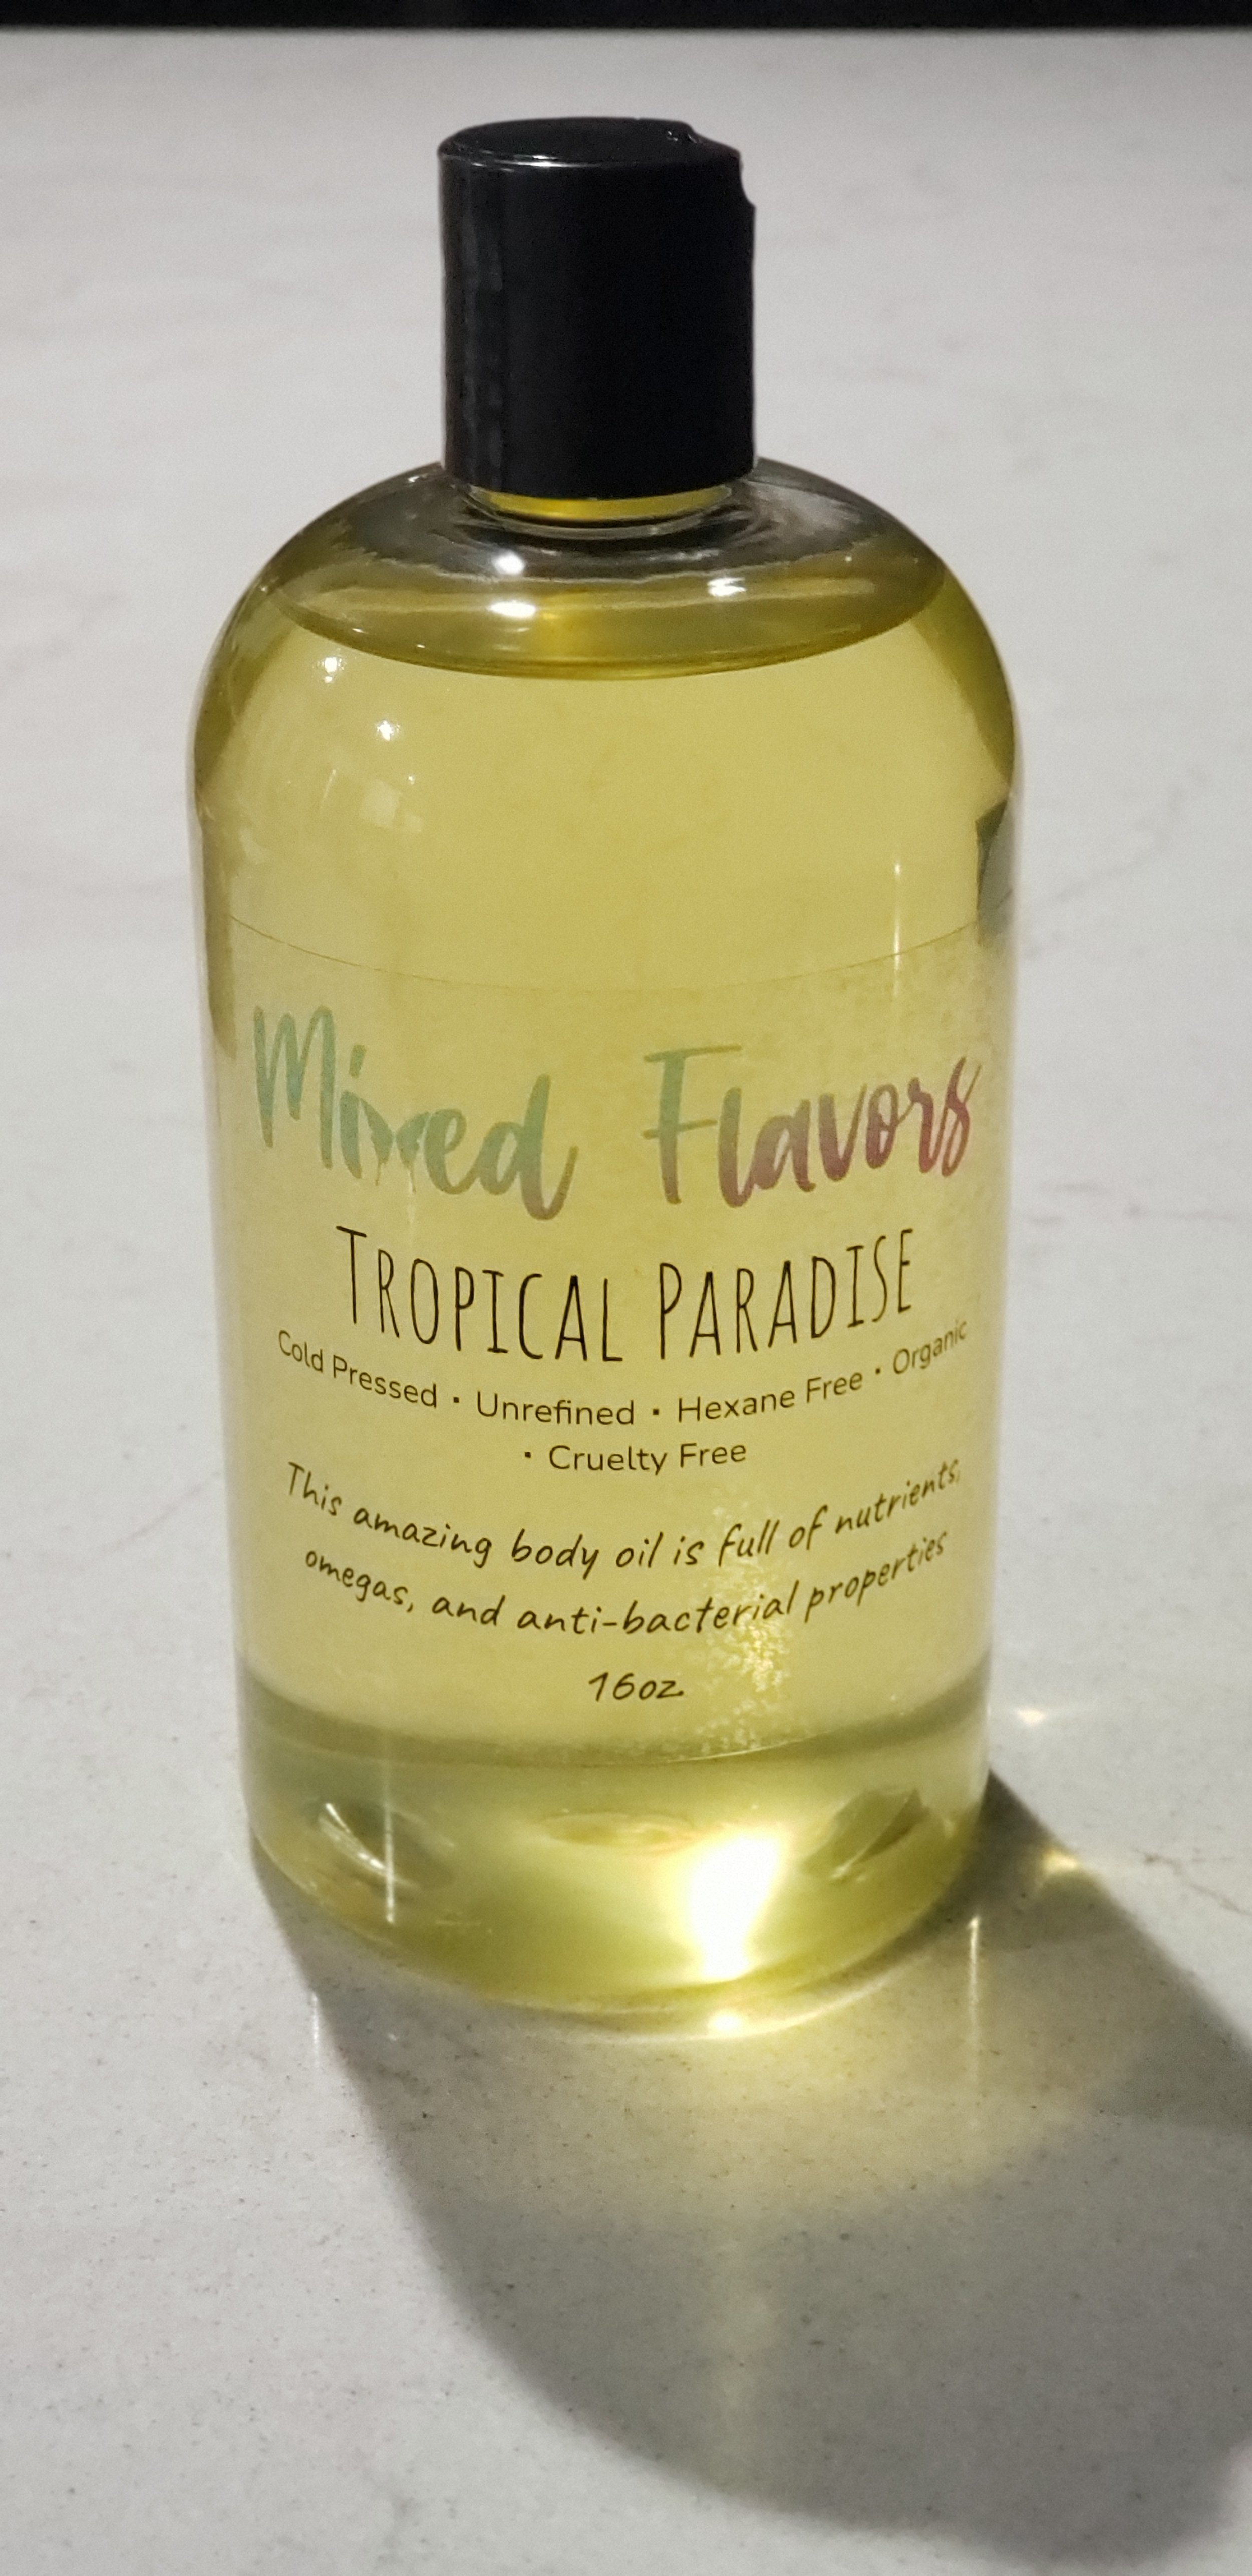 Mixed Flavors
TROPICAL PARADISE
Cold Pressed · Unrefined · Hexane Free · Organic
· Cruelty Free
This amazing body oil is full of nutrients,
omegas, and anti-bacterial properties
16oz.